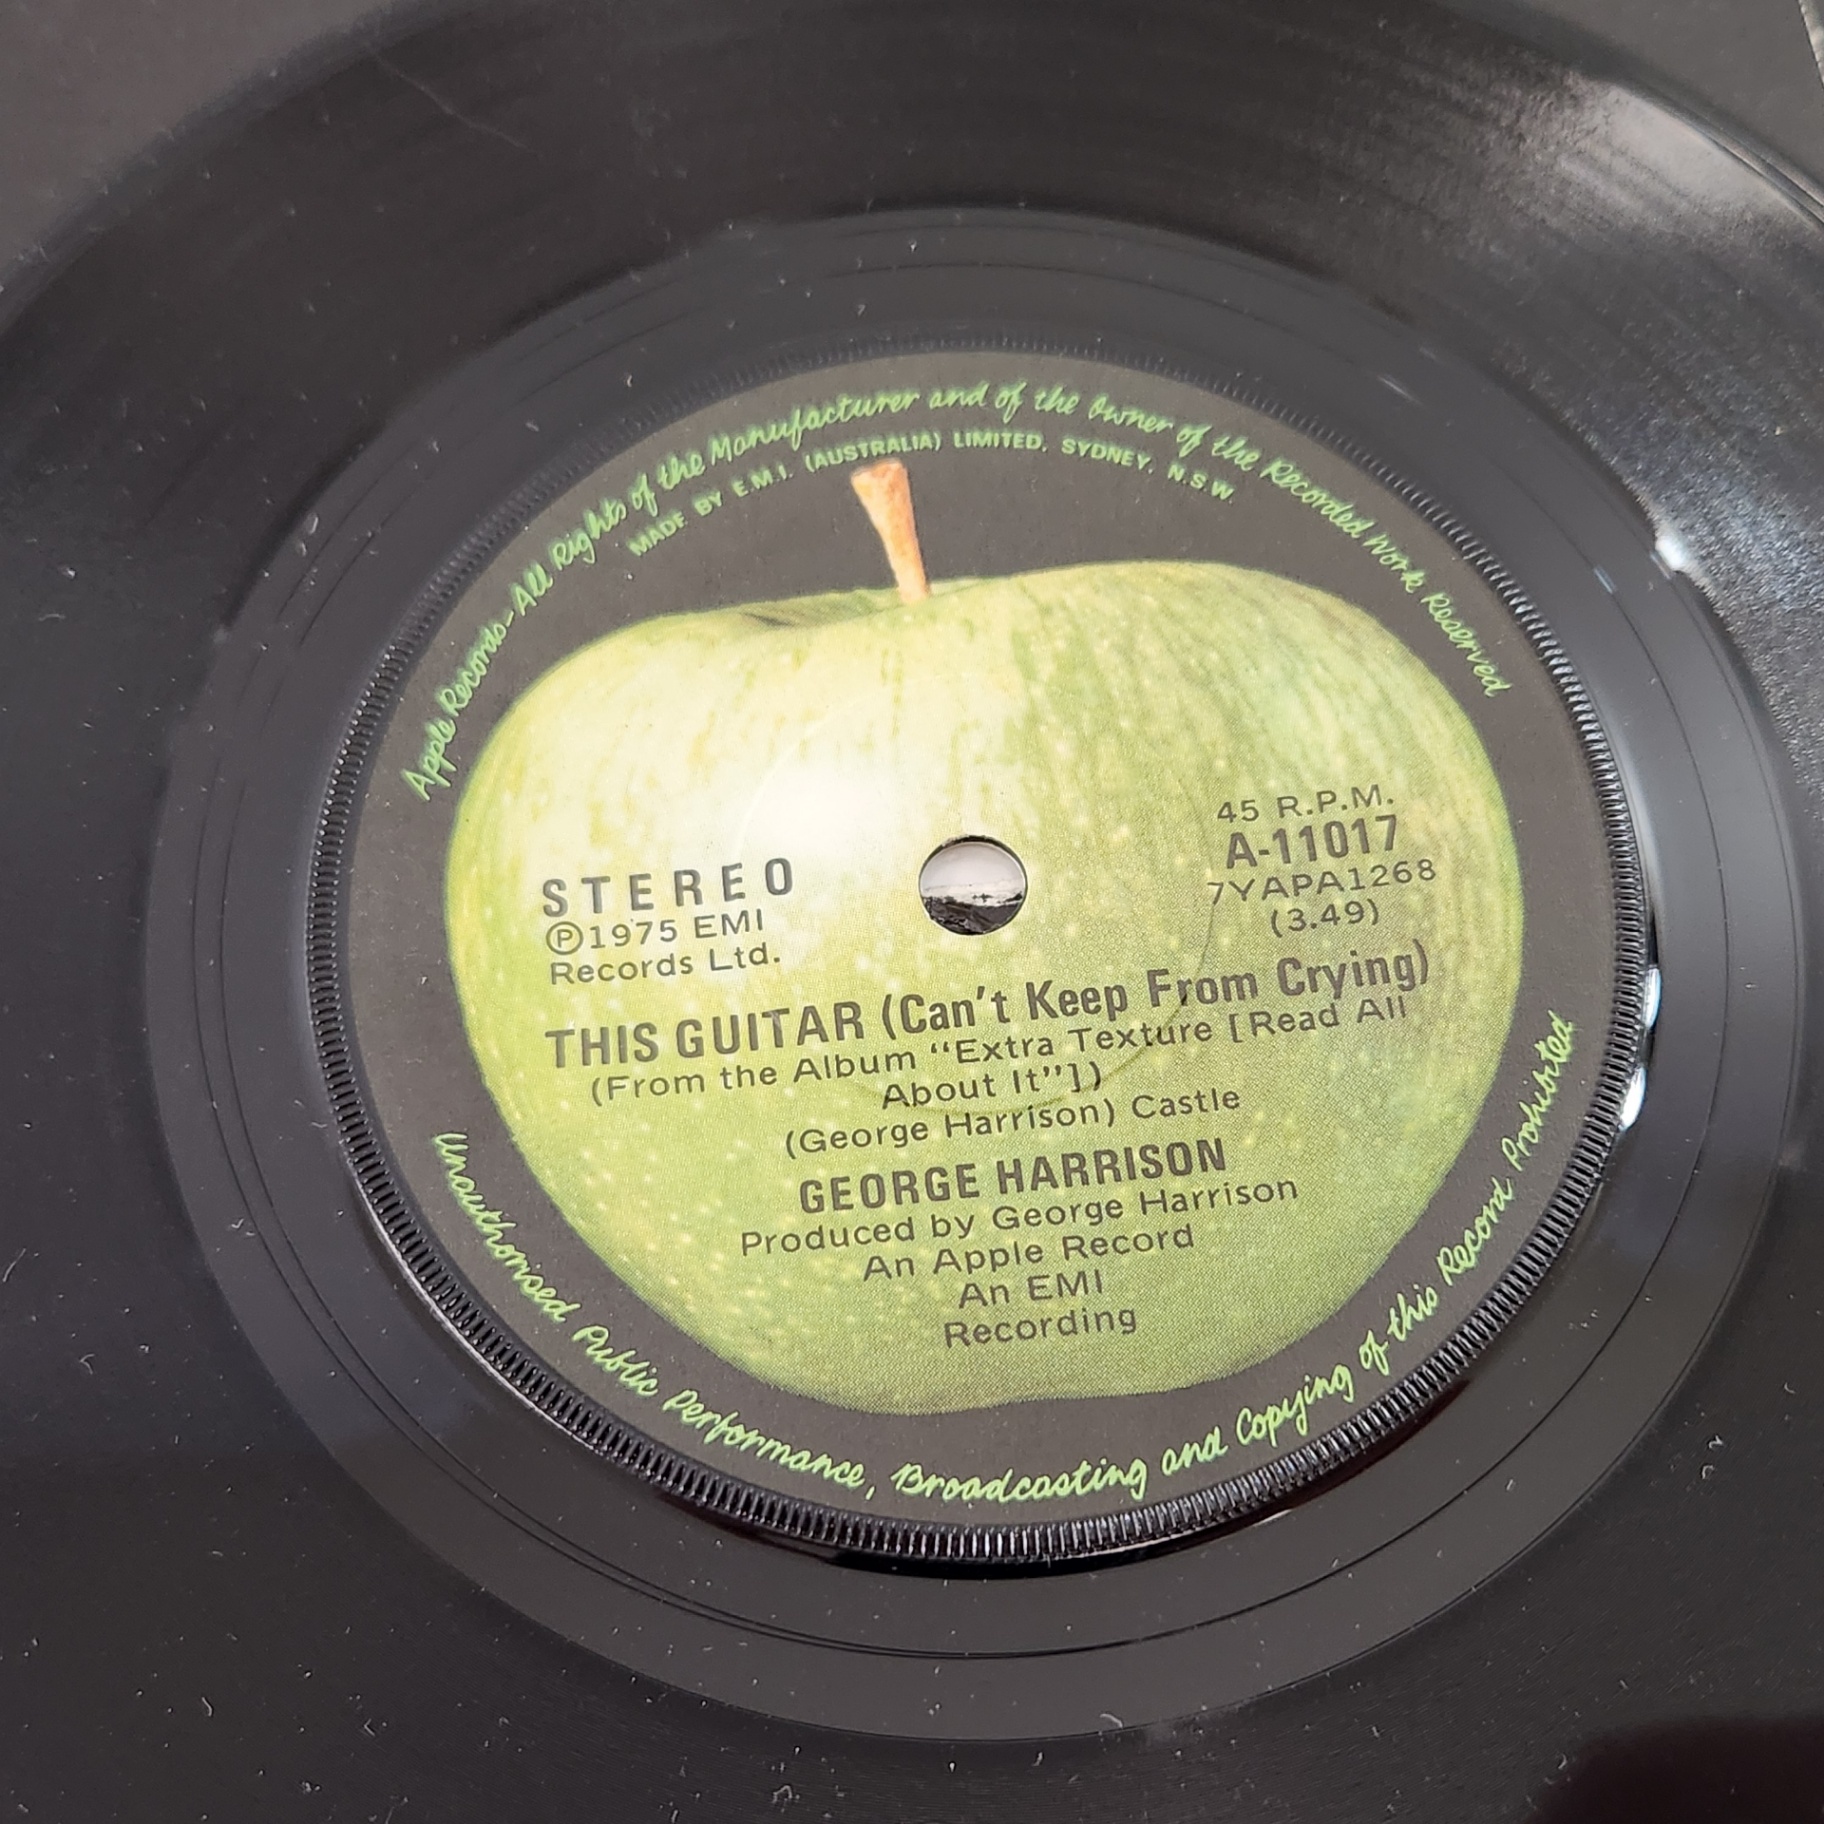 Apple Records-All Rights of the Manufacturer and of the Owner of the Recorded Work Reserved
MADE BY E.M.I. (AUSTRALIA) LIMITED. SYDNEY. N.S.W.
45 R.P.M.
A-11017
7YAPA1268
(3.49)
STEREO
Ⓟ1975 EMI
Records Ltd.
THIS GUITAR (Can't Keep From Crying)
(From the Album "Extra Texture [Read All
About It"])
(George Harrison) Castle
GEORGE HARRISON
Produced by George Harrison
An Apple Record
An EMI
Recording
Unauthorised Public Performance, Broadcasting and Copying of this Record Prohibited